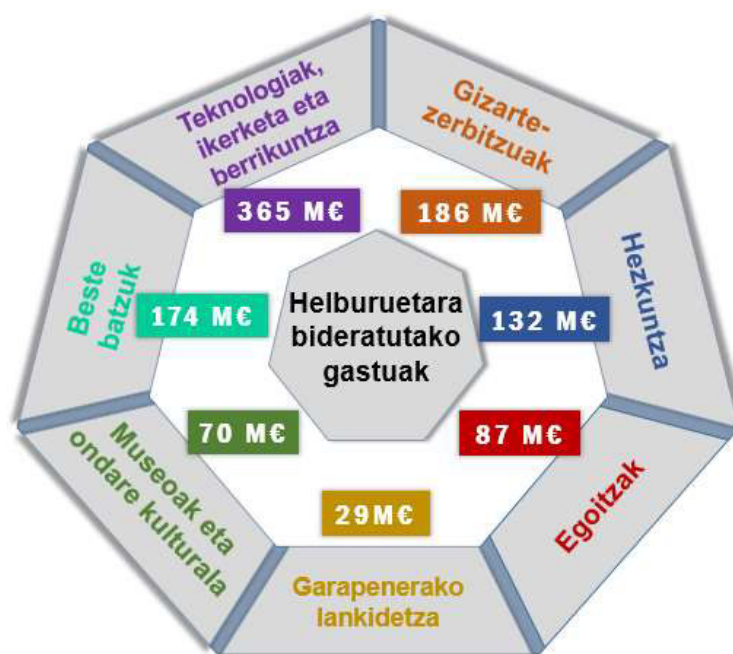 Teknologiak,
ikerketa eta
berrikuntza
365 M€
Gizarte-
zerbitzuak
186 M€
Hezkuntza
132 M€
Egoitzak
87 M€
Garapenerako
lankidetza
29M€
Museoak eta
ondare kulturala
70 M€
Beste
batzuk
174 M€
Helburuetara
bideratutako
gastuak